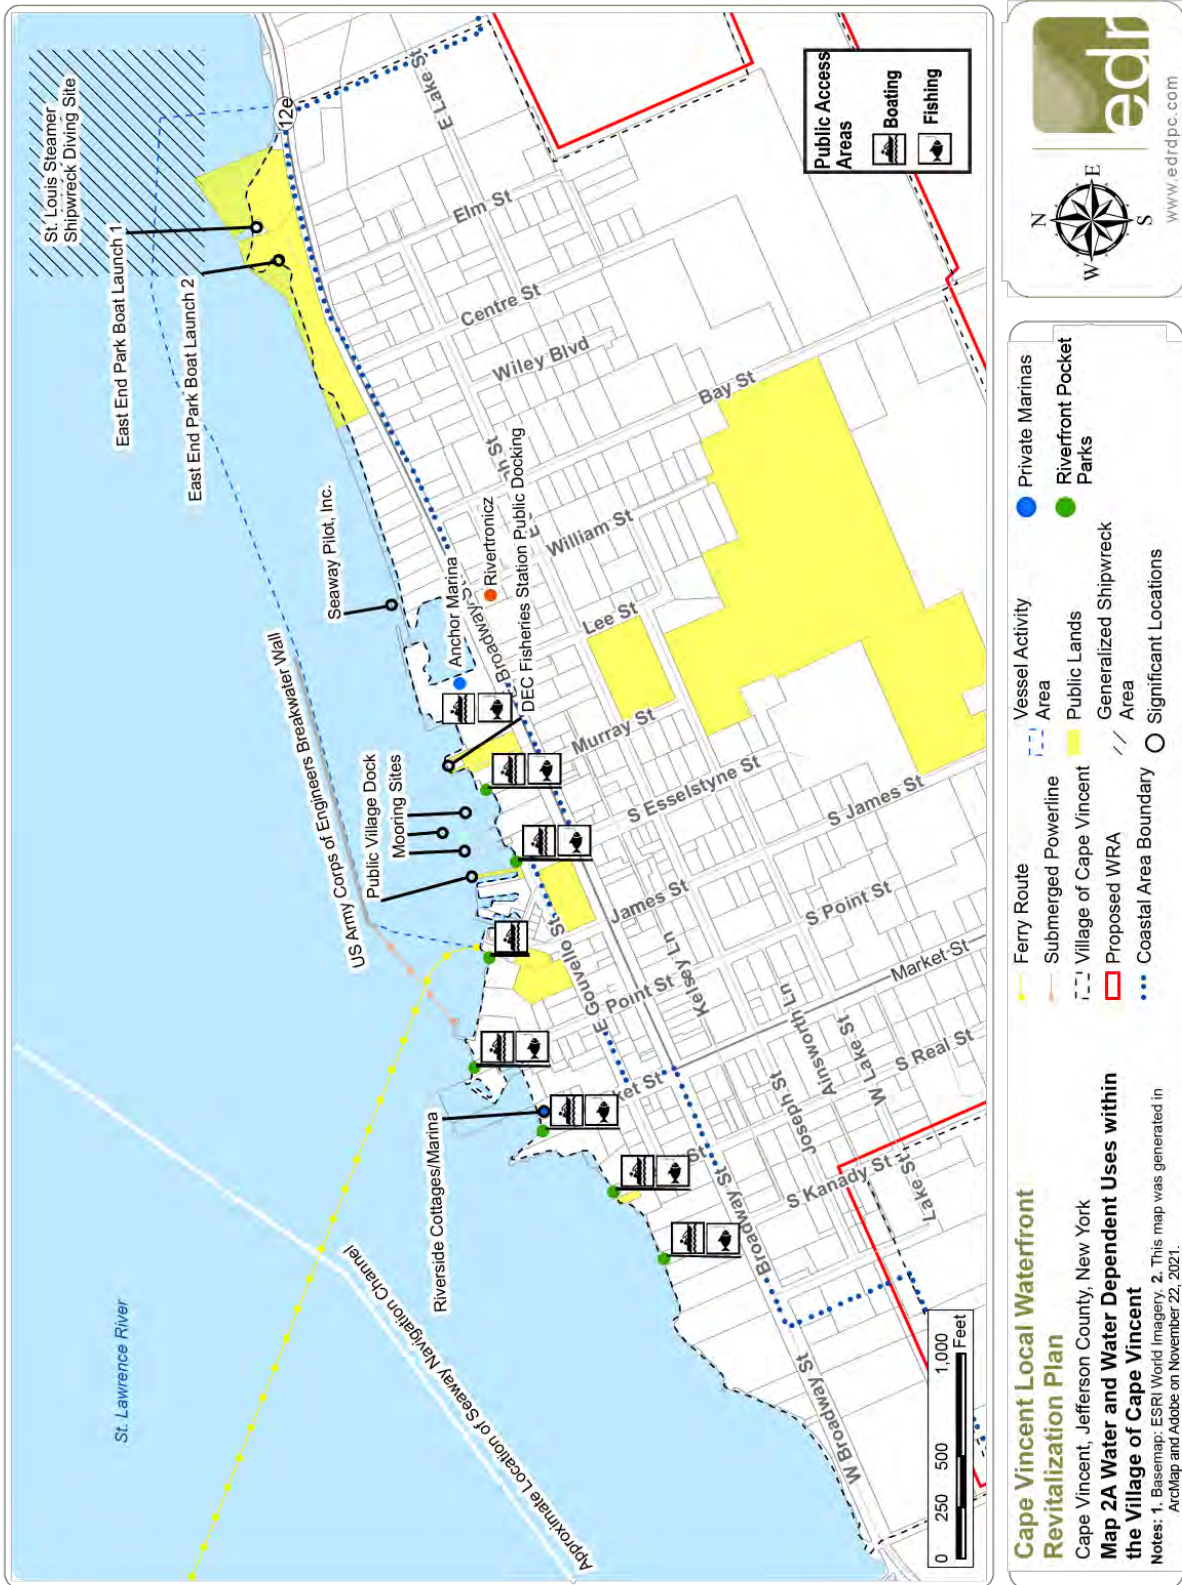 St. Louis Steamer
Shipwreck Diving Site
East End Park Boat Launch 1
East End Park Boat Launch 2
12e
E Lake St
Elm St
Centre St
Wiley Blvd
Bay St
William St
Lee St
Murray St
S Esselstyne St
S James St
James St
S Point St
Point St
Market St
Kelsey Ln
Ainsworth Ln
W Lake St
S Real St
Joseph St
S Kanady St
Lake St
Broadway St
Broadway St
W Broadway St
E Gouvello St
Seaway Pilot, Inc.
Anchor Marina
Rivertronicz
DEC Fisheries Station Public Docking
US Army Corps of Engineers Breakwater Wall
Public Village Dock
Mooring Sites
Riverside Cottages/Marina
Approximate Location of Seaway Navigation Channel
St. Lawrence River
Public Access
Areas
Boating
Fishing
0 250 500 1,000
Feet
Cape Vincent Local Waterfront
Revitalization Plan
Cape Vincent, Jefferson County, New York
Map 2A Water and Water Dependent Uses within
the Village of Cape Vincent
Notes: 1. Basemap: ESRI World Imagery. 2. This map was generated in
ArcMap and Adobe on November 22, 2021.
Ferry Route
Submerged Powerline
Village of Cape Vincent
Proposed WRA
Coastal Area Boundary
Vessel Activity
Area
Public Lands
Generalized Shipwreck
Area
Significant Locations
Private Marinas
Riverfront Pocket
Parks
N
E
S
W
edr
www.edrdpc.com